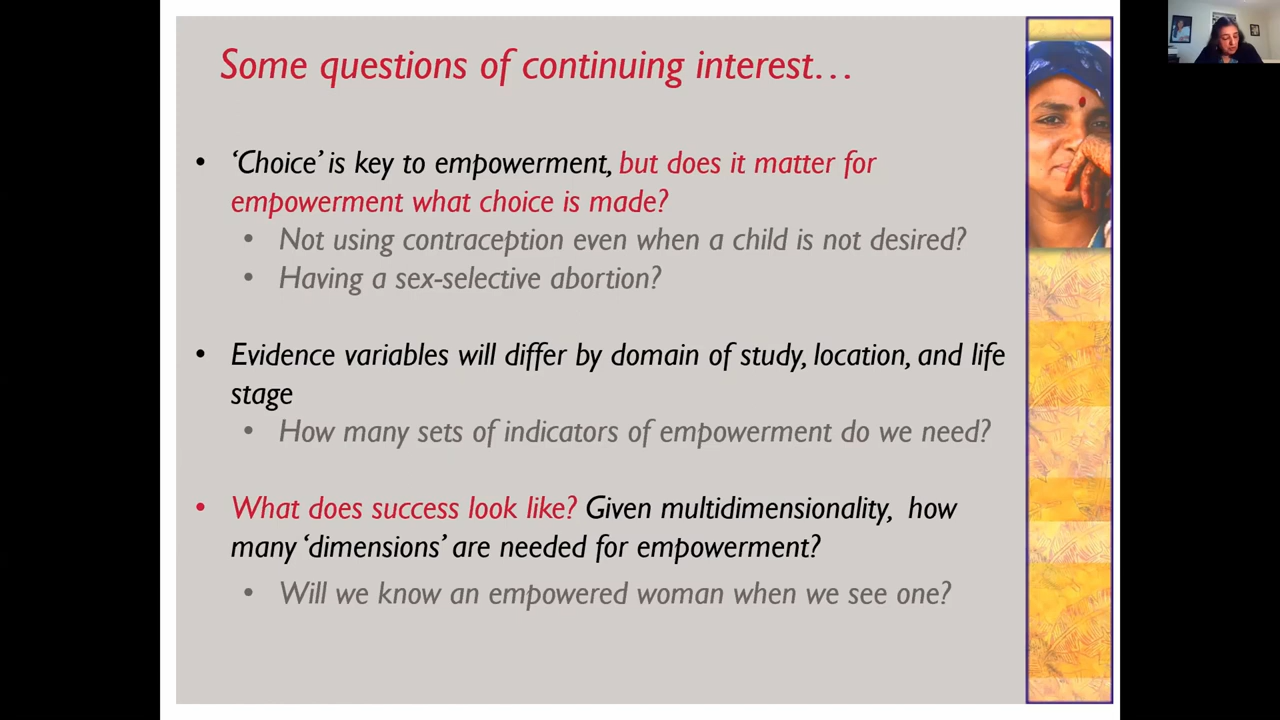 Some questions of continuing interest…
• ‘Choice’ is key to empowerment, but does it matter for
empowerment what choice is made?
• Not using contraception even when a child is not desired?
• Having a sex-selective abortion?
• Evidence variables will differ by domain of study, location, and life
stage
• How many sets of indicators of empowerment do we need?
• What does success look like? Given multidimensionality, how
many ‘dimensions’ are needed for empowerment?
• Will we know an empowered woman when we see one?